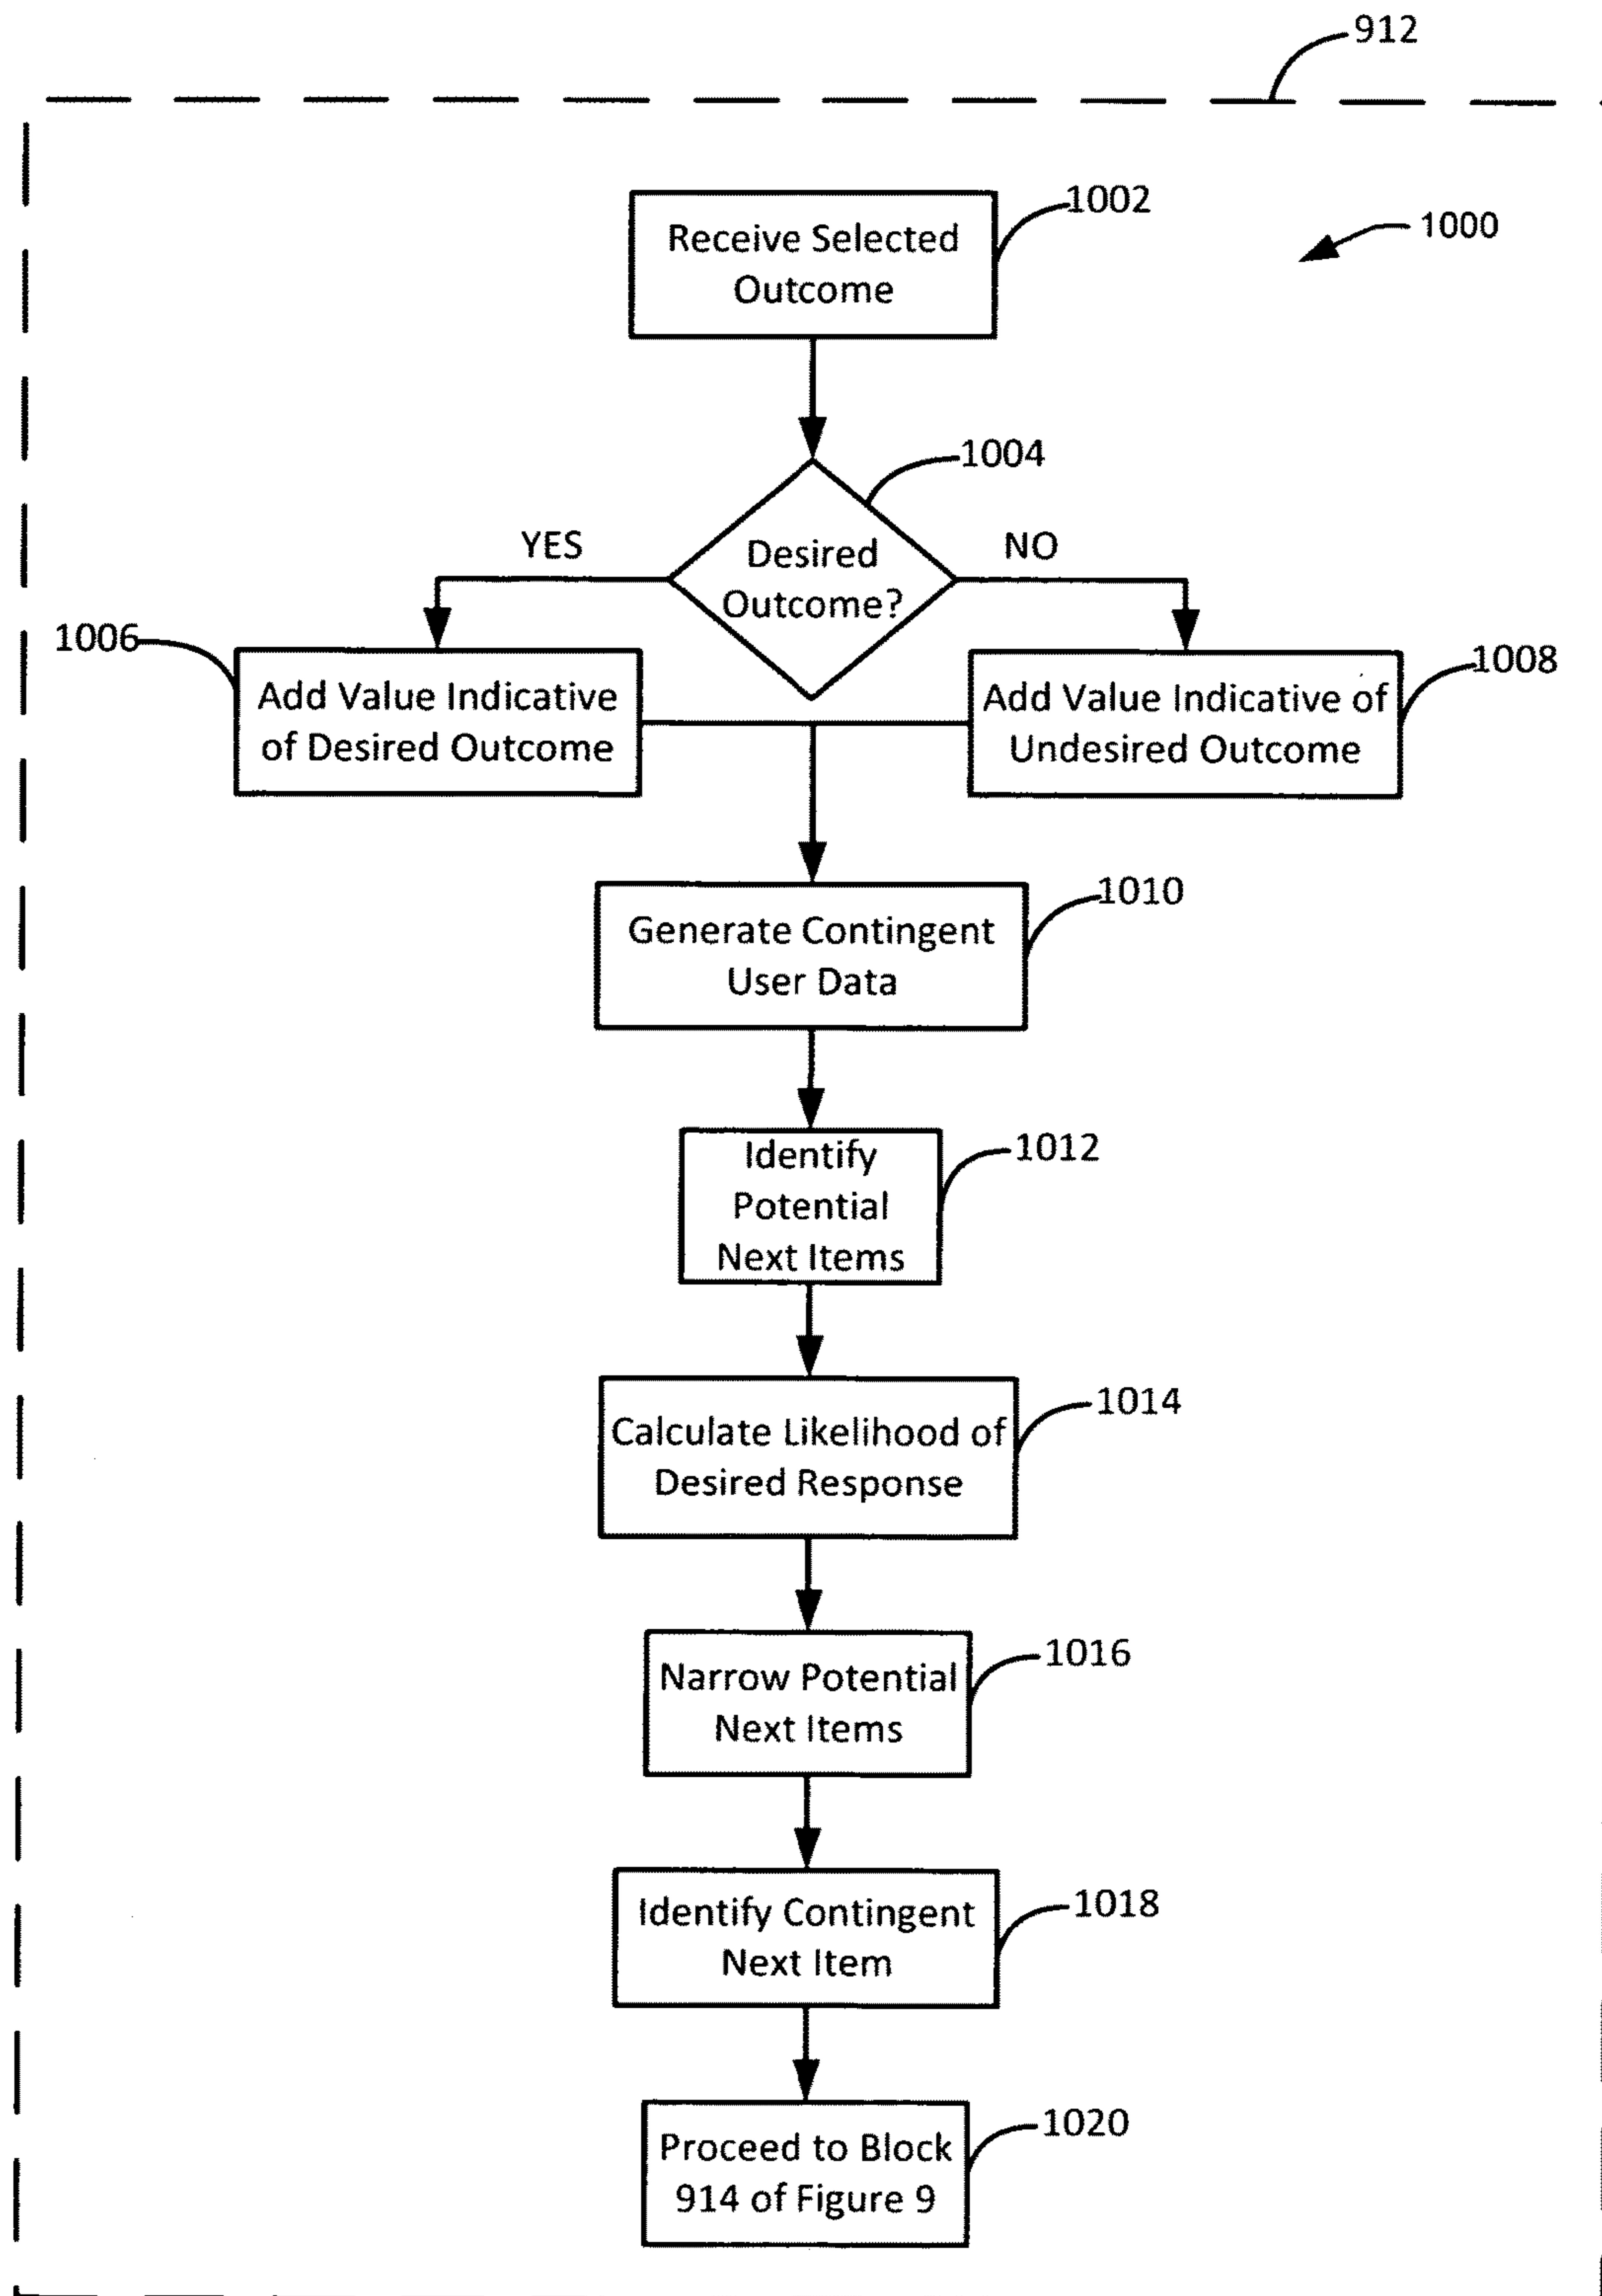 912
1002
1000
Receive Selected
Outcome
1004
YES
NO
Desired
Outcome?
1006
1008
Add Value Indicative
of Desired Outcome
Add Value Indicative of
Undesired Outcome
1010
Generate Contingent
User Data
1012
Identify
Potential
Next Items
1014
Calculate Likelihood of
Desired Response
1016
Narrow Potential
Next Items
1018
Identify Contingent
Next Item
1020
Proceed to Block
914 of Figure 9